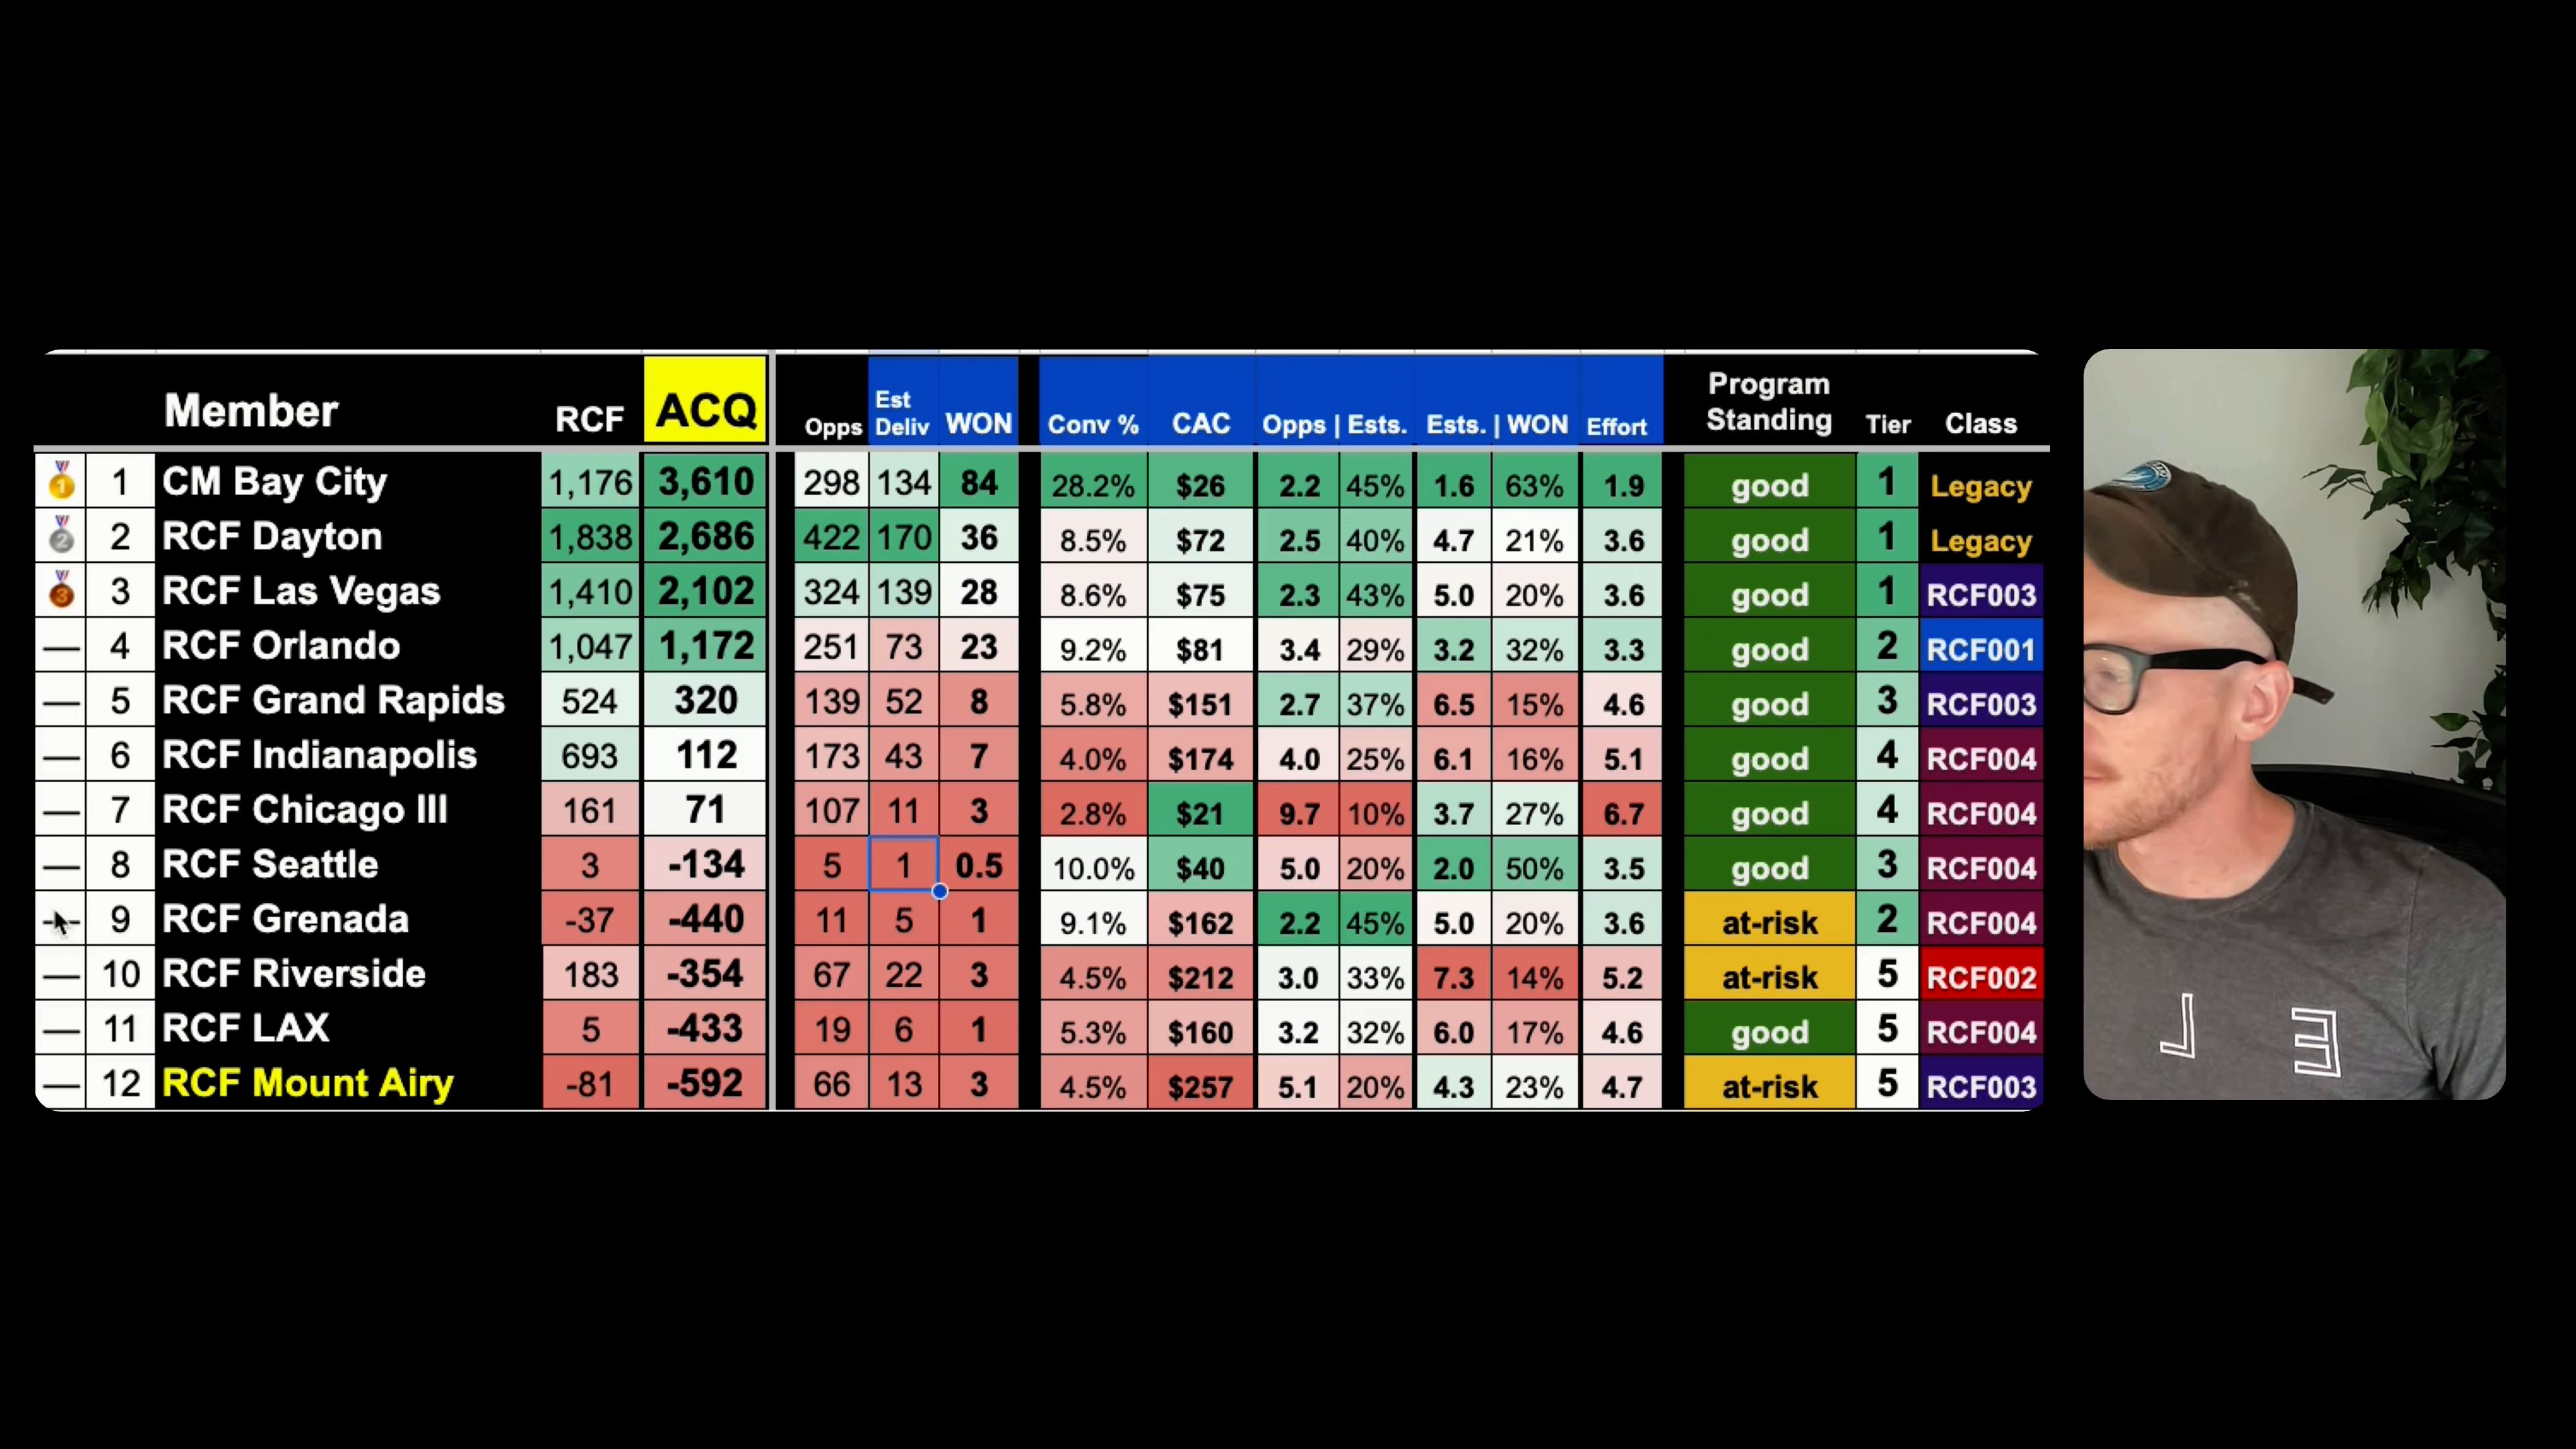 Member RCF ACQ Opps Est Deliv WON Conv % CAC Opps | Ests. Ests. | WON Effort Program Standing Tier Class
1 1 CM Bay City 1,176 3,610 298 134 84 28.2% $26 2.2 45% 1.6 63% 1.9 good 1 Legacy
2 2 RCF Dayton 1,838 2,686 422 170 36 8.5% $72 2.5 40% 4.7 21% 3.6 good 1 Legacy
3 3 RCF Las Vegas 1,410 2,102 324 139 28 8.6% $75 2.3 43% 5.0 20% 3.6 good 1 RCF003
— 4 RCF Orlando 1,047 1,172 251 73 23 9.2% $81 3.4 29% 3.2 32% 3.3 good 2 RCF001
— 5 RCF Grand Rapids 524 320 139 52 8 5.8% $151 2.7 37% 6.5 15% 4.6 good 3 RCF003
— 6 RCF Indianapolis 693 112 173 43 7 4.0% $174 4.0 25% 6.1 16% 5.1 good 4 RCF004
— 7 RCF Chicago III 161 71 107 11 3 2.8% $21 9.7 10% 3.7 27% 6.7 good 4 RCF004
— 8 RCF Seattle 3 -134 5 1 0.5 10.0% $40 5.0 20% 2.0 50% 3.5 good 3 RCF004
— 9 RCF Grenada -37 -440 11 5 1 9.1% $162 2.2 45% 5.0 20% 3.6 at-risk 2 RCF004
— 10 RCF Riverside 183 -354 67 22 3 4.5% $212 3.0 33% 7.3 14% 5.2 at-risk 5 RCF002
— 11 RCF LAX 5 -433 19 6 1 5.3% $160 3.2 32% 6.0 17% 4.6 good 5 RCF004
— 12 RCF Mount Airy -81 -592 66 13 3 4.5% $257 5.1 20% 4.3 23% 4.7 at-risk 5 RCF003